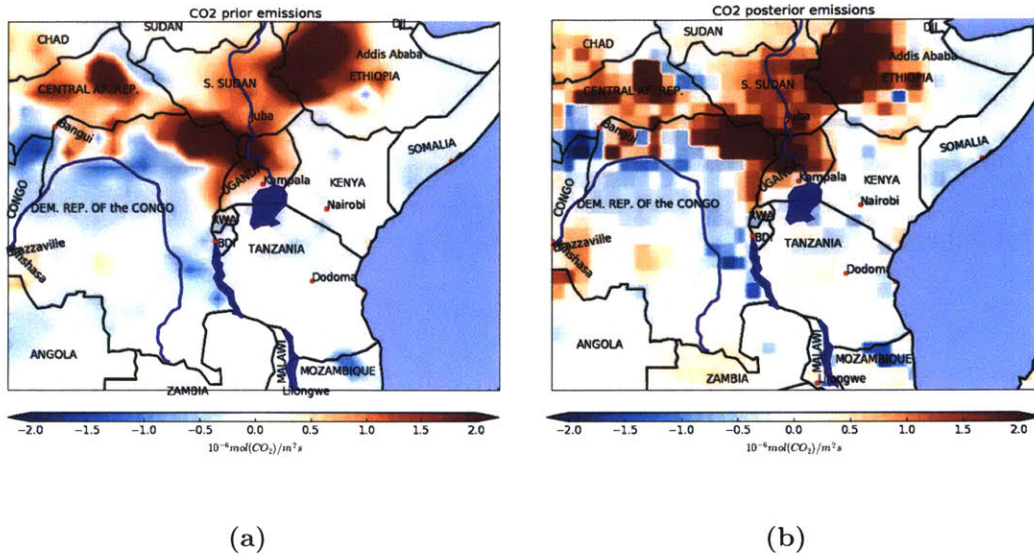 CO2 prior emissions
SUDAN
DJI.
CHAD
Addis Ababa
ETHIOPIA
S. SUDAN
CENTRAL AF. REP.
Juba
Bangui
SOMALIA
UGANDA
Kampala
KENYA
CONGO
DEM. REP. OF the CONGO
Nairobi
RWA
BDI
TANZANIA
Brazzaville
Kinshasa
Dodoma
ANGOLA
MALAWI
MOZAMBIQUE
ZAMBIA
Lilongwe
−2.0 −1.5 −1.0 −0.5 0.0 0.5 1.0 1.5 2.0
10⁻⁶mol(CO₂)/m²s
(a)
CO2 posterior emissions
SUDAN
DJI.
CHAD
Addis Ababa
ETHIOPIA
S. SUDAN
CENTRAL AF. REP.
Juba
Bangui
SOMALIA
UGANDA
Kampala
KENYA
CONGO
DEM. REP. OF the CONGO
Nairobi
RWA
BDI
TANZANIA
Brazzaville
Kinshasa
Dodoma
ANGOLA
MALAWI
MOZAMBIQUE
ZAMBIA
Lilongwe
−2.0 −1.5 −1.0 −0.5 0.0 0.5 1.0 1.5 2.0
10⁻⁶mol(CO₂)/m²s
(b)